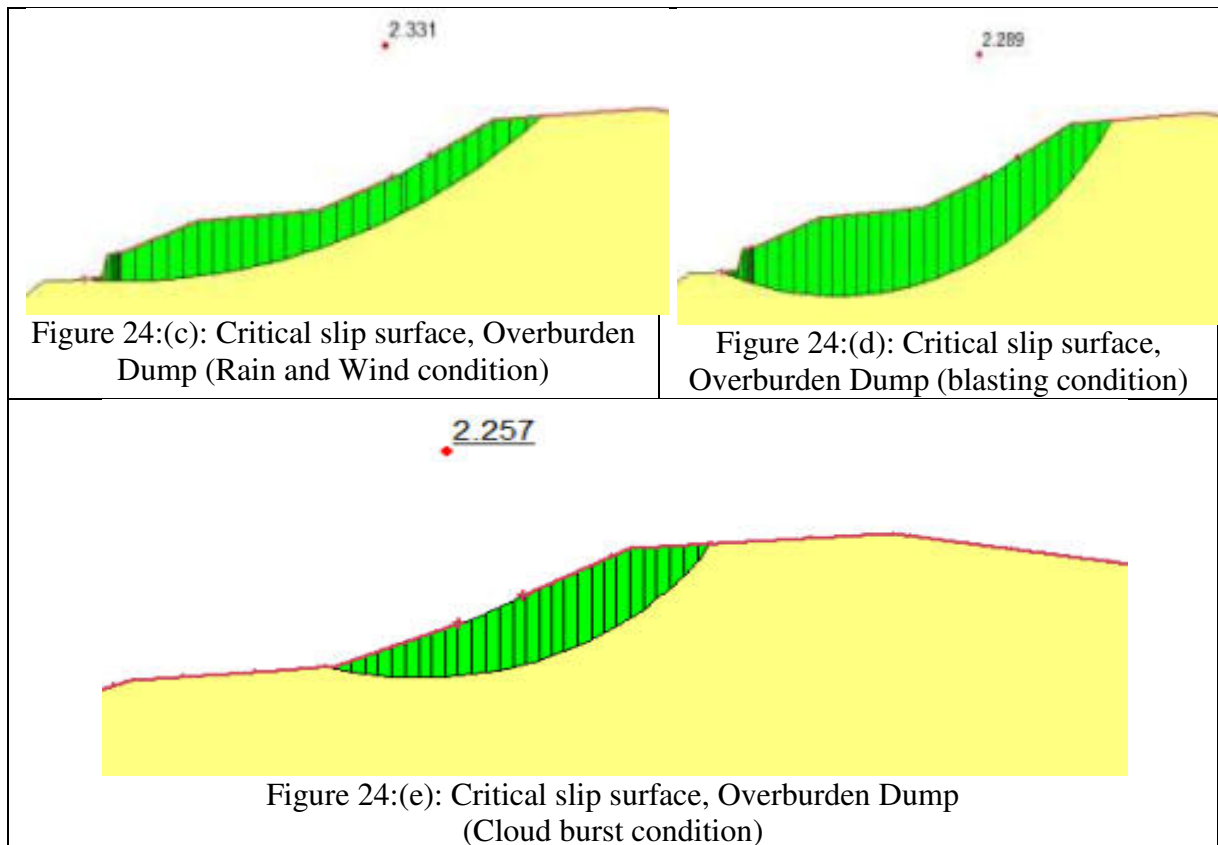 2.331
2.289
Figure 24:(c): Critical slip surface, Overburden
Dump (Rain and Wind condition)
Figure 24:(d): Critical slip surface,
Overburden Dump (blasting condition)
2.257
Figure 24:(e): Critical slip surface, Overburden Dump
(Cloud burst condition)